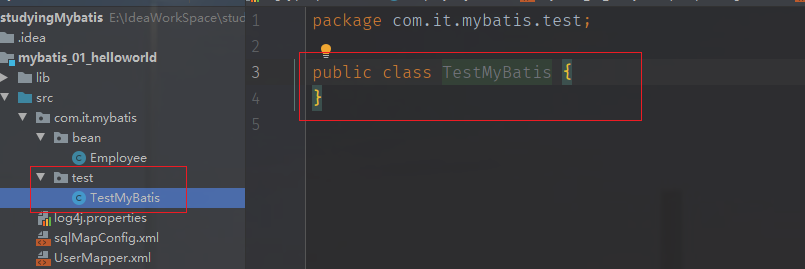 studyingMybatis E:\IdeaWorkSpace\stud
.idea
mybatis_01_helloworld
lib
src
com.it.mybatis
bean
Employee
test
TestMyBatis
log4j.properties
sqlMapConfig.xml
UserMapper.xml
1 package com.it.mybatis.test;
2
3 public class TestMyBatis {
4 }
5